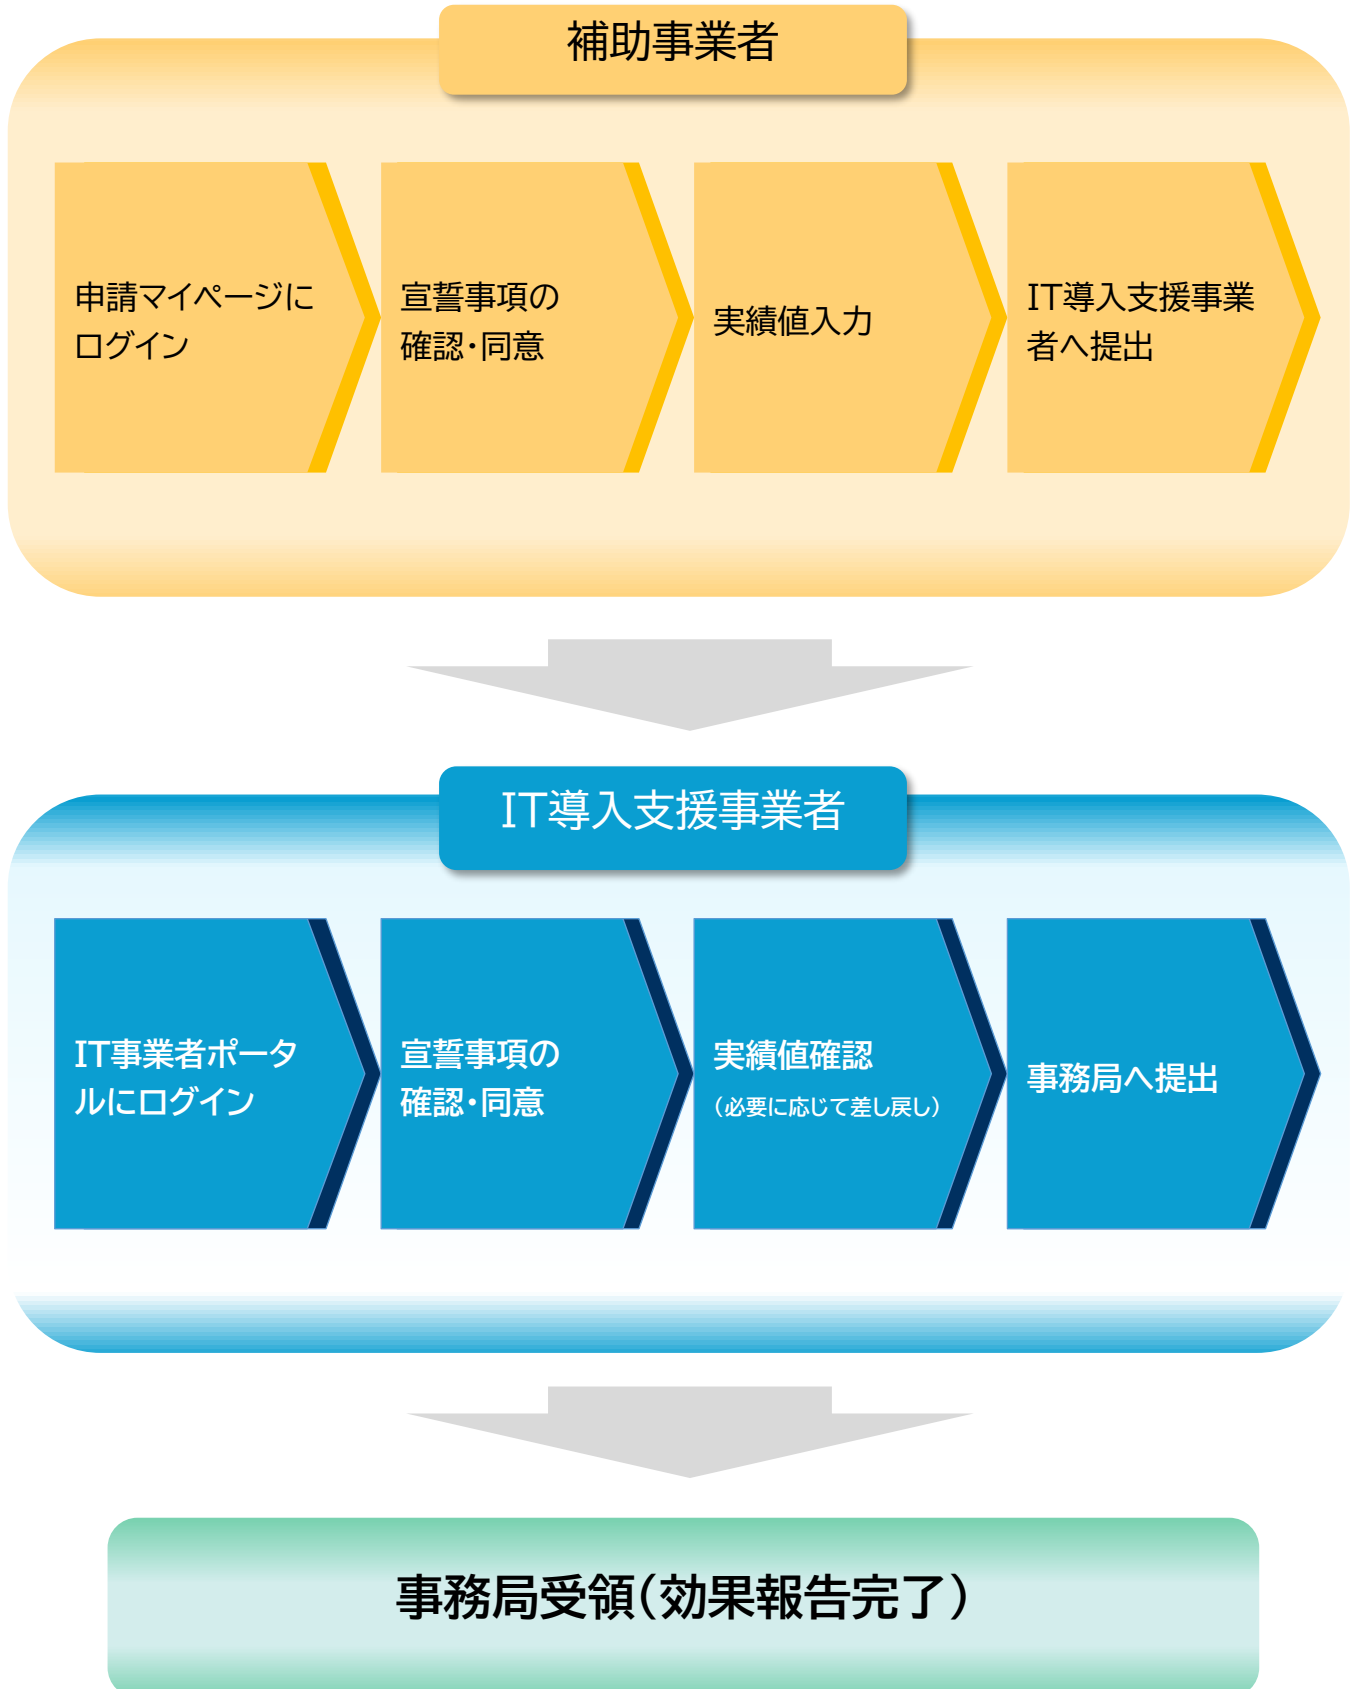 補助事業者
申請マイページに
ログイン
宣誓事項の
確認・同意
実績値入力
IT導入支援事業
者へ提出
IT導入支援事業者
IT事業者ポータ
ルにログイン
宣誓事項の
確認・同意
実績値確認
（必要に応じて差し戻し）
事務局へ提出
事務局受領（効果報告完了）